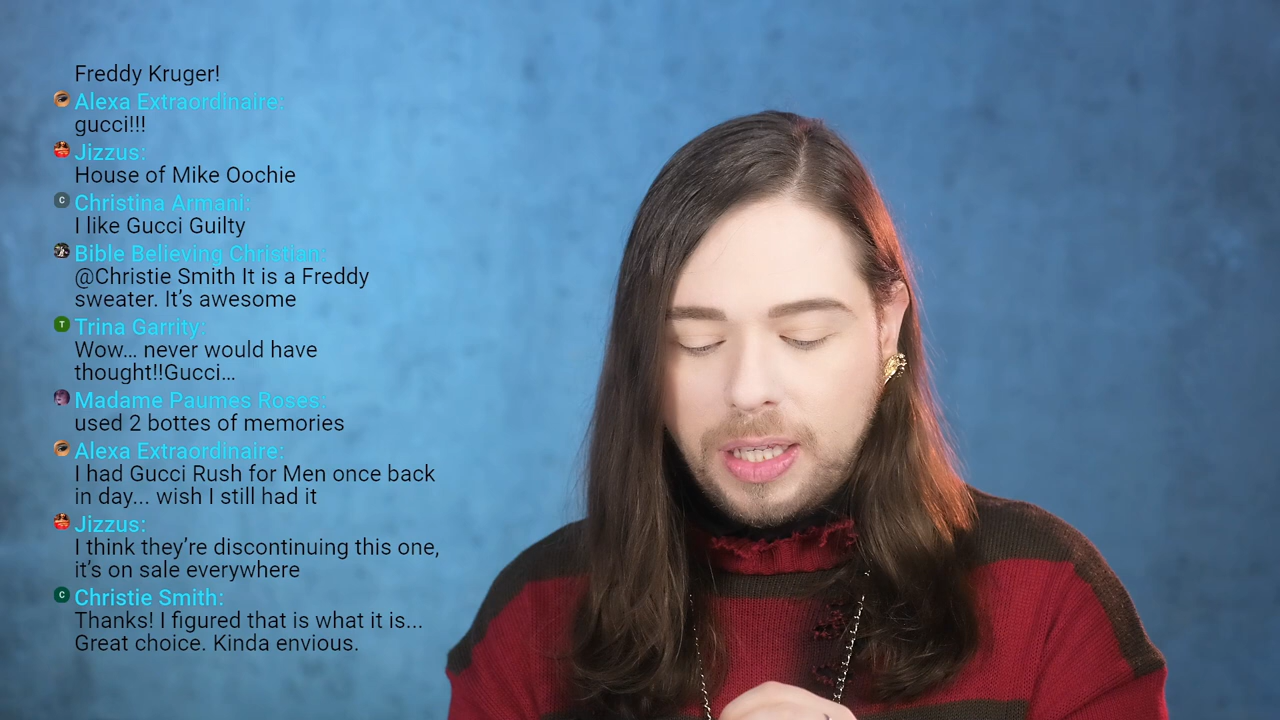 Freddy Kruger!
Alexa Extraordinaire:
gucci!!!
Jizzus:
House of Mike Oochie
C Christina Armani:
I like Gucci Guilty
Bible Believing Christian:
@Christie Smith It is a Freddy
sweater. It’s awesome
T Trina Garrity:
Wow... never would have
thought!!Gucci...
Madame Paumes Roses:
used 2 bottes of memories
Alexa Extraordinaire:
I had Gucci Rush for Men once back
in day... wish I still had it
Jizzus:
I think they’re discontinuing this one,
it’s on sale everywhere
C Christie Smith:
Thanks! I figured that is what it is...
Great choice. Kinda envious.